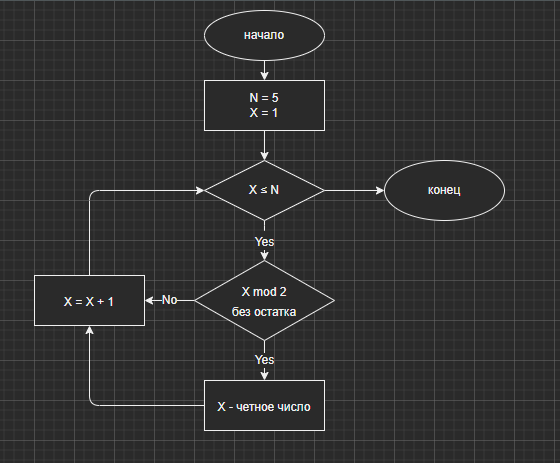 начало
N = 5
X = 1
X ≤ N
конец
Yes
X mod 2
без остатка
No
X = X + 1
Yes
X - четное число